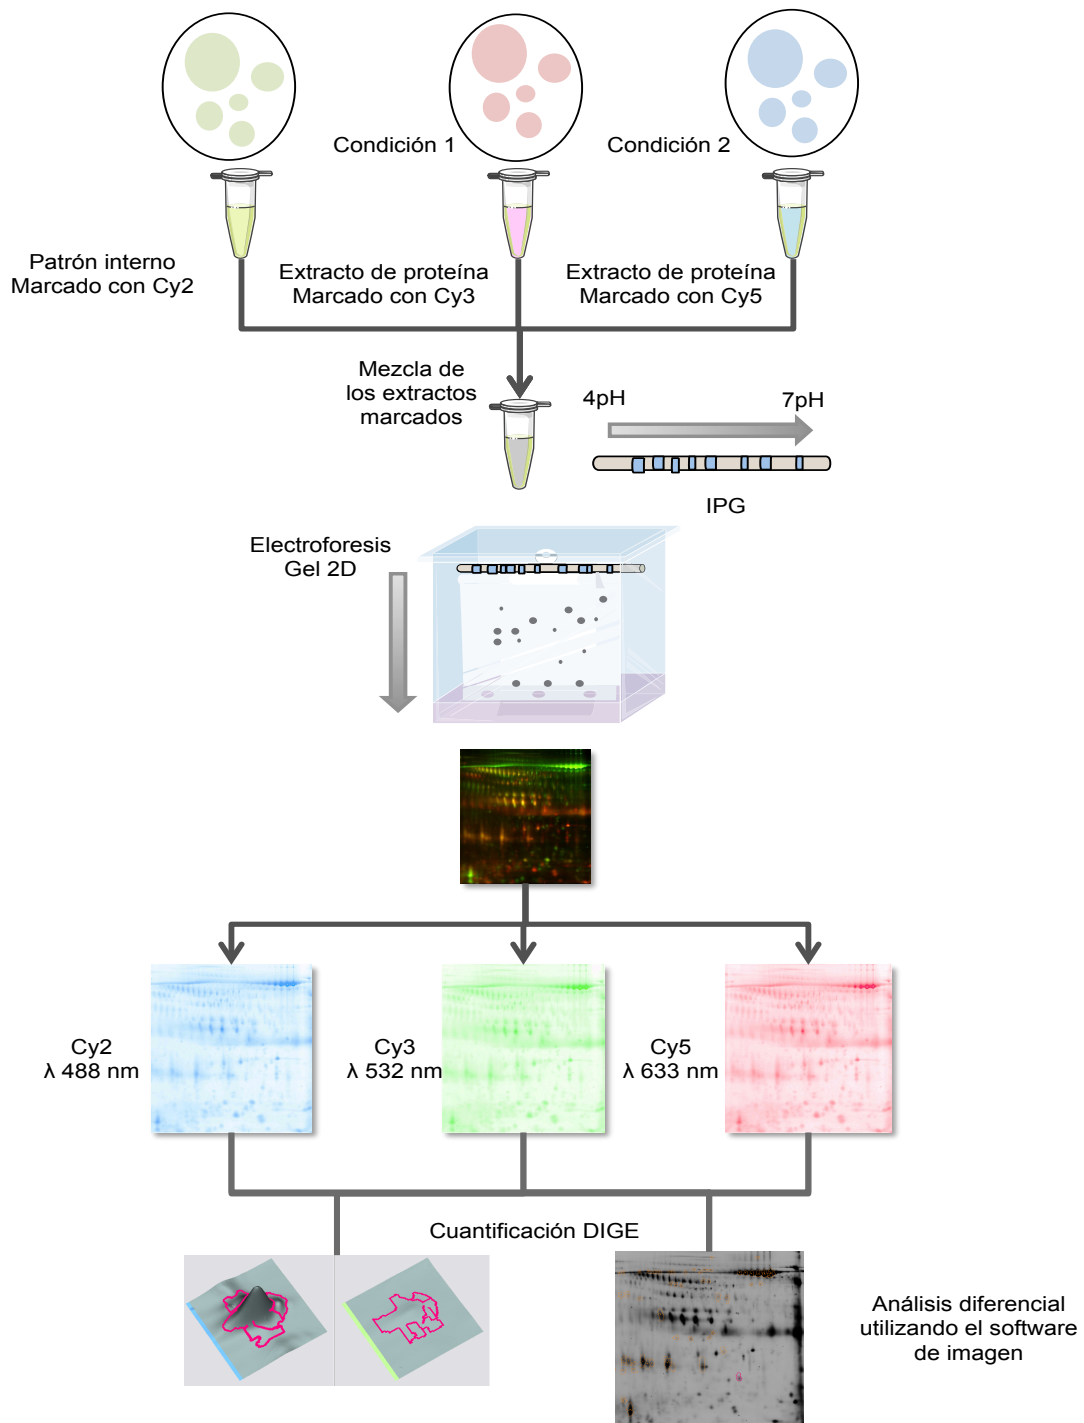 Condición 1
Condición 2
Patrón interno
Marcado con Cy2
Extracto de proteína
Marcado con Cy3
Extracto de proteína
Marcado con Cy5
Mezcla de
los extractos
marcados
4pH
7pH
IPG
Electroforesis
Gel 2D
Cy2
λ 488 nm
Cy3
λ 532 nm
Cy5
λ 633 nm
Cuantificación DIGE
Análisis diferencial
utilizando el software
de imagen